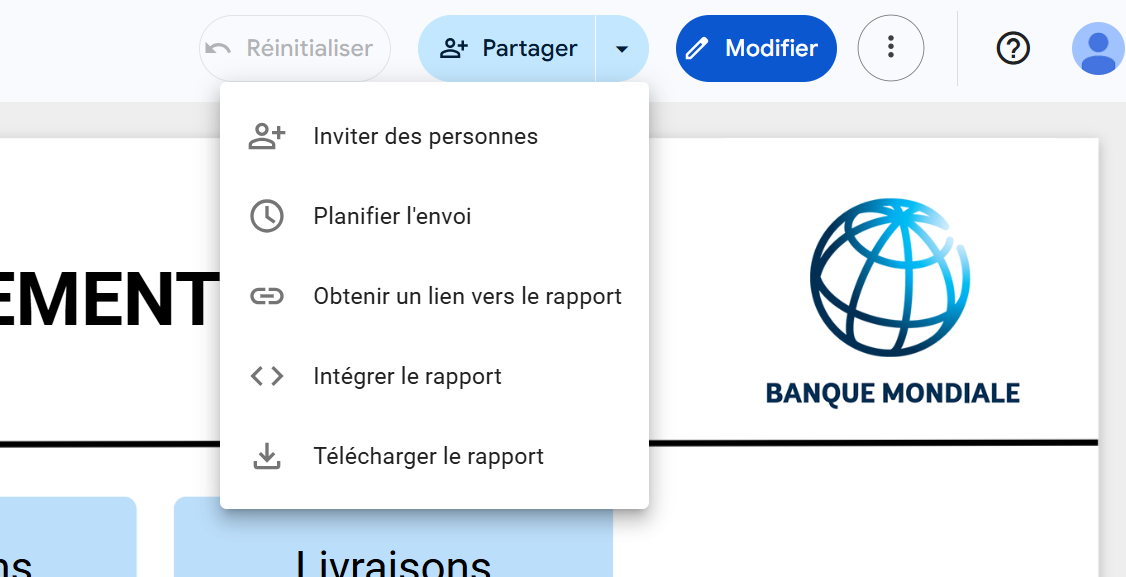 Réinitialiser
Partager
Modifier
Inviter des personnes
Planifier l'envoi
Obtenir un lien vers le rapport
Intégrer le rapport
Télécharger le rapport
EMENT
BANQUE MONDIALE
ns
Livraisons